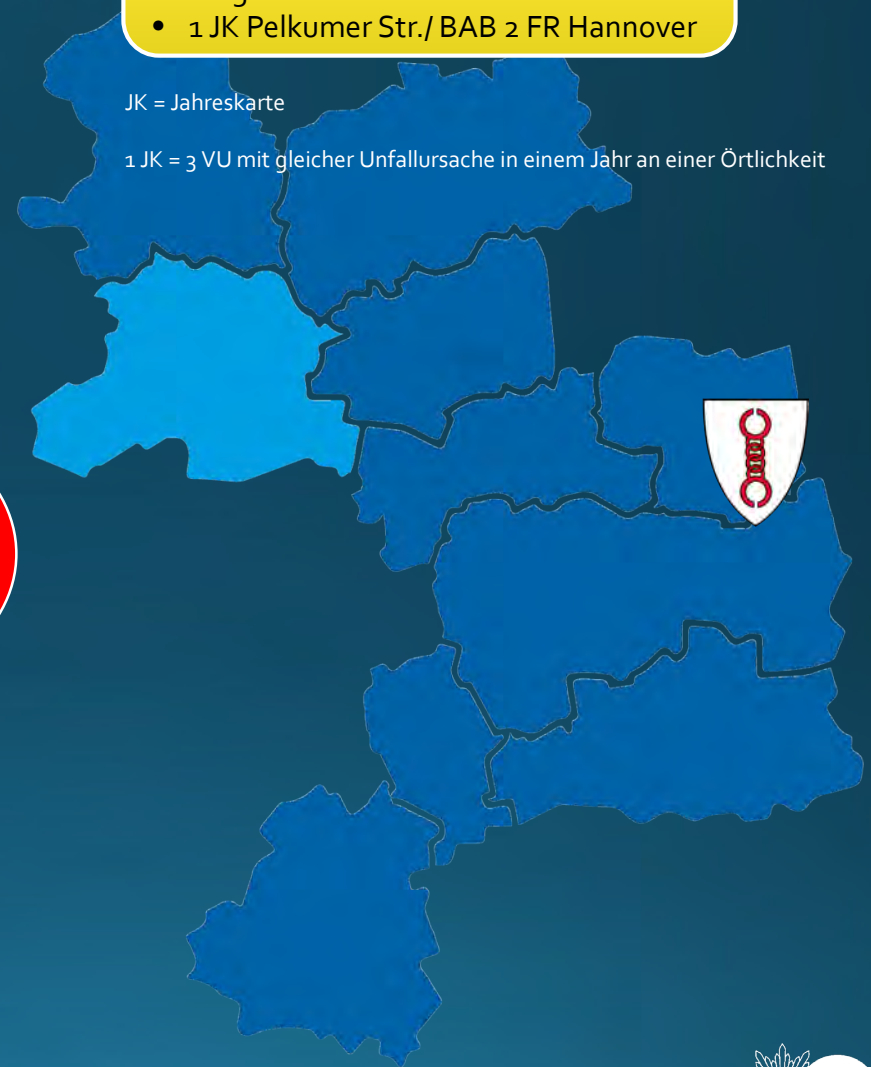 • 1 JK Pelkumer Str./ BAB 2 FR Hannover
JK = Jahreskarte
1 JK = 3 VU mit gleicher Unfallursache in einem Jahr an einer Örtlichkeit